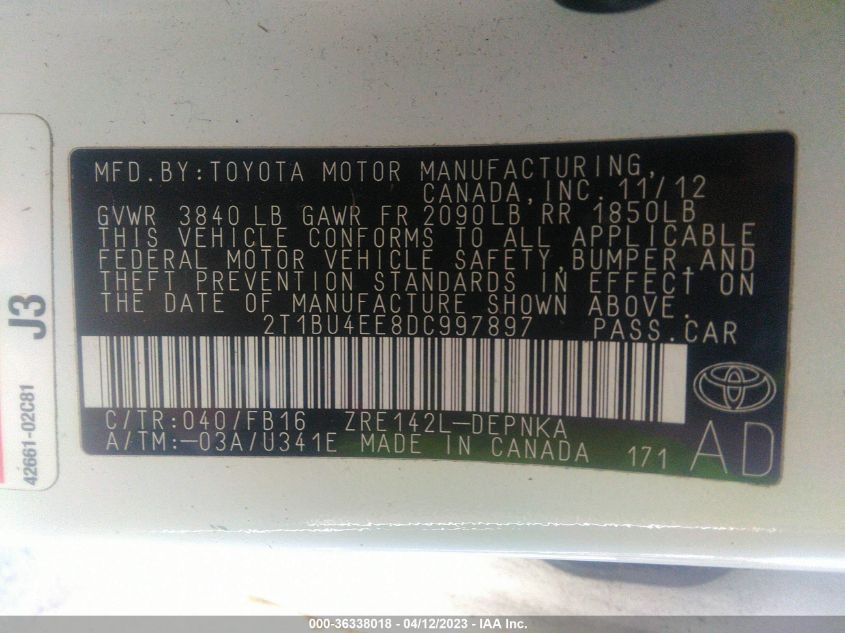 MFD.BY:TOYOTA MOTOR MANUFACTURING,
CANADA,INC. 11/12
GVWR 3840 LB GAWR FR 2090LB RR 1850LB
THIS VEHICLE CONFORMS TO ALL APPLICABLE
FEDERAL MOTOR VEHICLE SAFETY,BUMPER,AND
THEFT PREVENTION STANDARDS IN EFFECT ON
THE DATE OF MANUFACTURE SHOWN ABOVE.
2T1BU4EE8DC997897 PASS.CAR
C/TR:040/FB16 ZRE142L-DEPNKA
A/TM:-03A/U341E MADE IN CANADA 171
AD
J3
42661-02C81
000-36338018 - 04/12/2023 - IAA Inc.